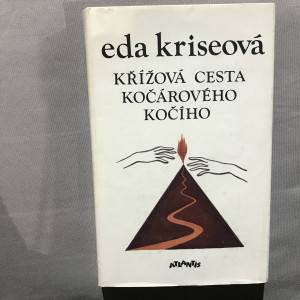 eda kriseová
KŘÍŽOVÁ CESTA
KOČÁROVÉHO
KOČÍHO
ATLANTIS